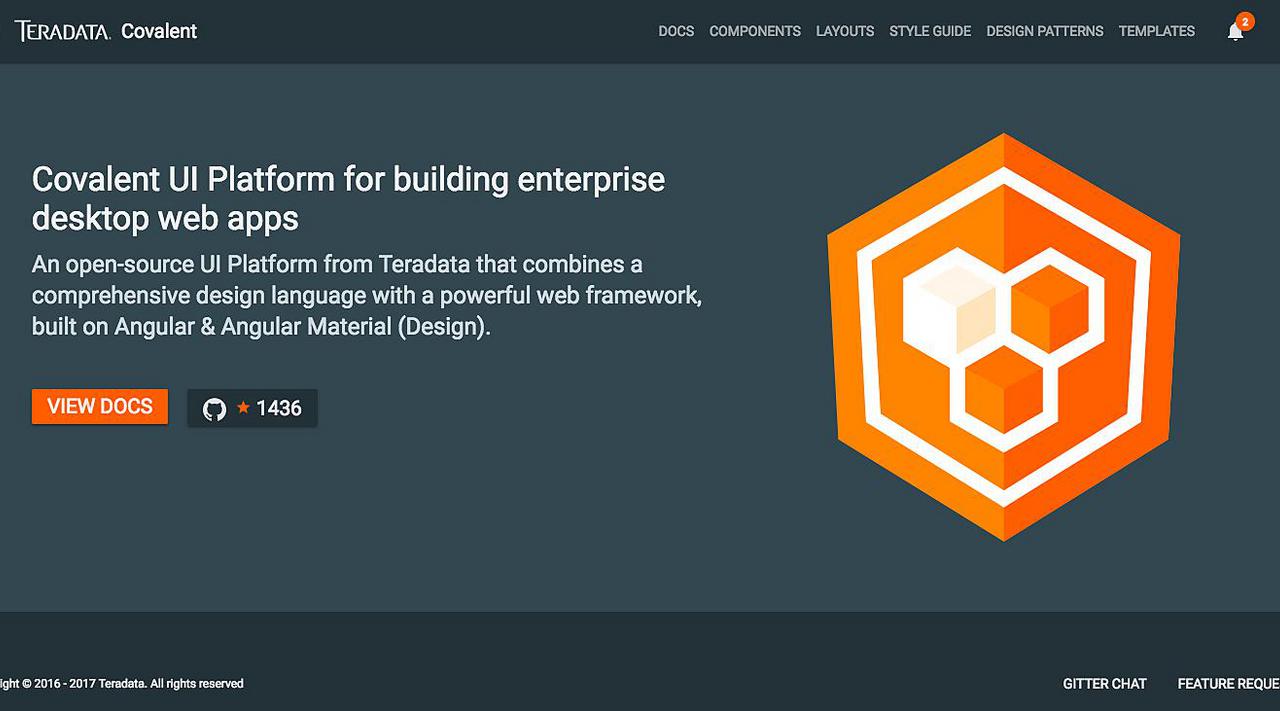 TERADATA. Covalent
DOCS COMPONENTS LAYOUTS STYLE GUIDE DESIGN PATTERNS TEMPLATES 2
Covalent UI Platform for building enterprise
desktop web apps
An open-source UI Platform from Teradata that combines a
comprehensive design language with a powerful web framework,
built on Angular & Angular Material (Design).
VIEW DOCS
★ 1436
ight © 2016 - 2017 Teradata. All rights reserved
GITTER CHAT FEATURE REQUE